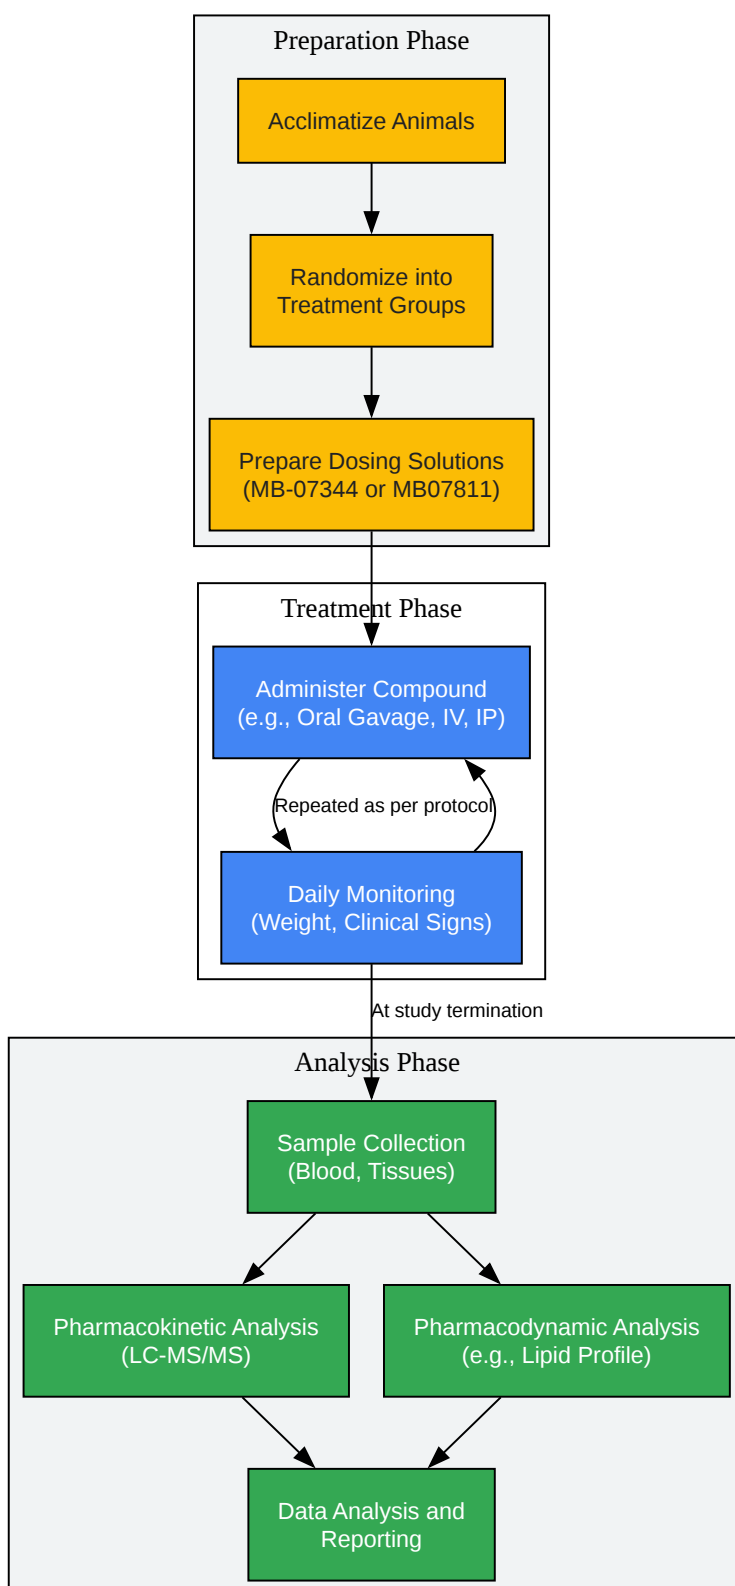 Preparation Phase
Acclimatize Animals
Randomize into
Treatment Groups
Prepare Dosing Solutions
(MB-07344 or MB07811)
Treatment Phase
Administer Compound
(e.g., Oral Gavage, IV, IP)
Repeated as per protocol
Daily Monitoring
(Weight, Clinical Signs)
At study termination
Analysis Phase
Sample Collection
(Blood, Tissues)
Pharmacokinetic Analysis
(LC-MS/MS)
Pharmacodynamic Analysis
(e.g., Lipid Profile)
Data Analysis and
Reporting